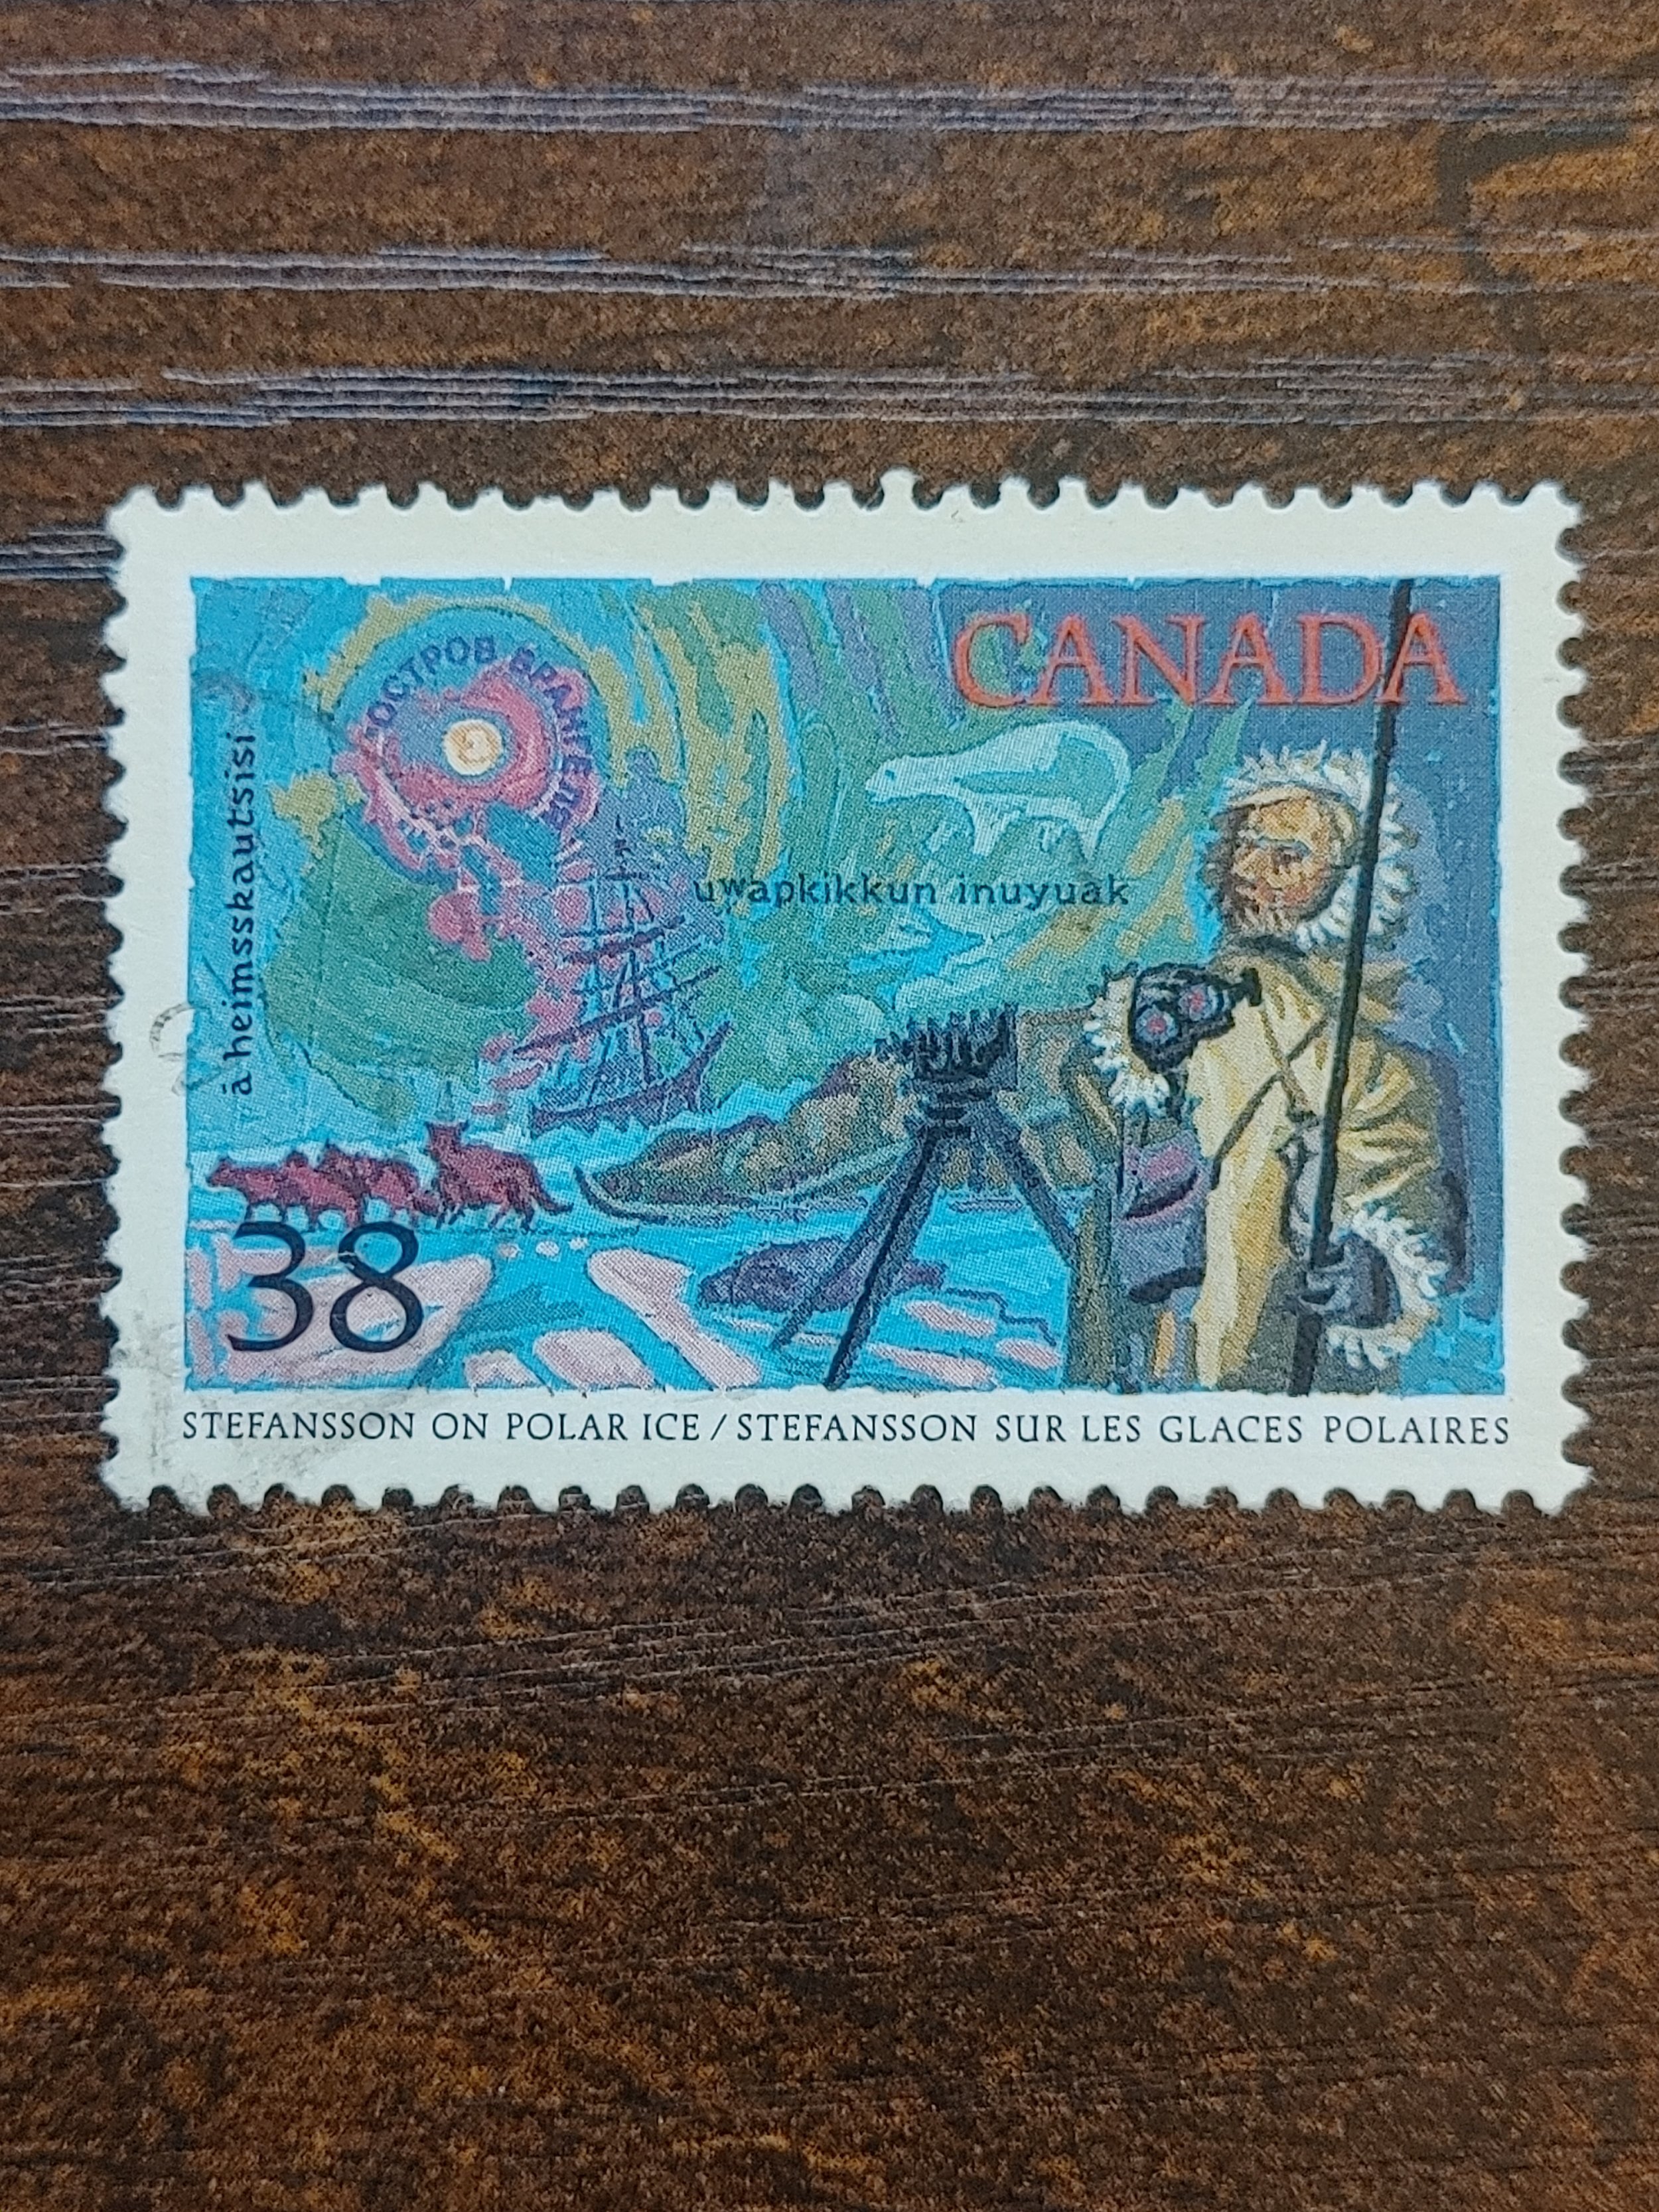 CANADA
ОСТРОВ ВРАНГЕЛЯ
á heimsskautsísi
uwapkikkun inuyuak
38
STEFANSSON ON POLAR ICE / STEFANSSON SUR LES GLACES POLAIRES